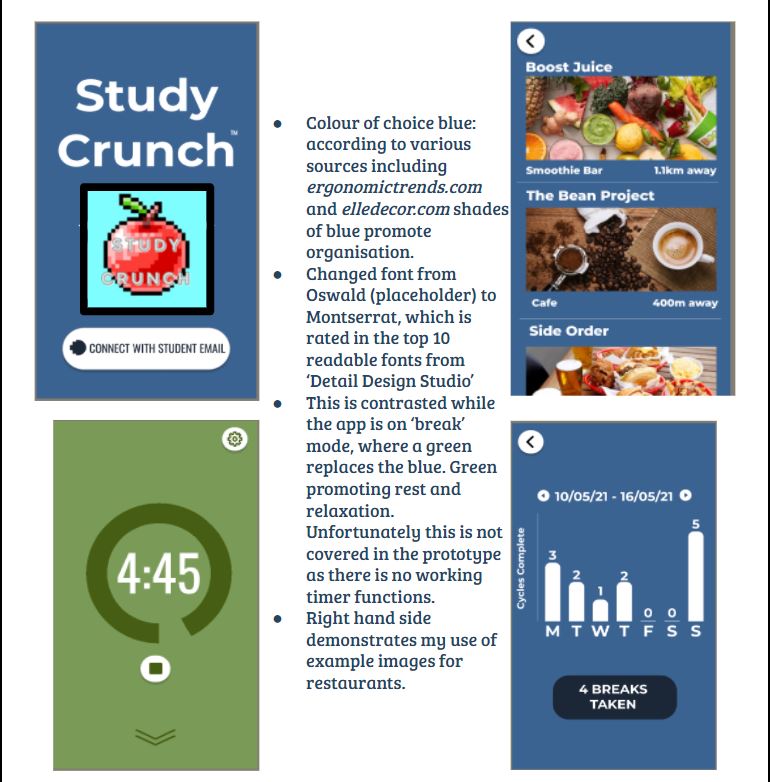 Study
Crunch™
STUDY
CRUNCH
CONNECT WITH STUDENT EMAIL
4:45
● Colour of choice blue:
according to various
sources including
ergonomictrends.com
and elledecor.com shades
of blue promote
organisation.
● Changed font from
Oswald (placeholder) to
Montserrat, which is
rated in the top 10
readable fonts from
‘Detail Design Studio’
● This is contrasted while
the app is on ‘break’
mode, where a green
replaces the blue. Green
promoting rest and
relaxation.
Unfortunately this is not
covered in the prototype
as there is no working
timer functions.
● Right hand side
demonstrates my use of
example images for
restaurants.
Boost Juice
Smoothie Bar 1.1km away
The Bean Project
Cafe 400m away
Side Order
10/05/21 - 16/05/21
Cycles Complete
3 2 1 2 0 0 5
M T W T F S S
4 BREAKS
TAKEN